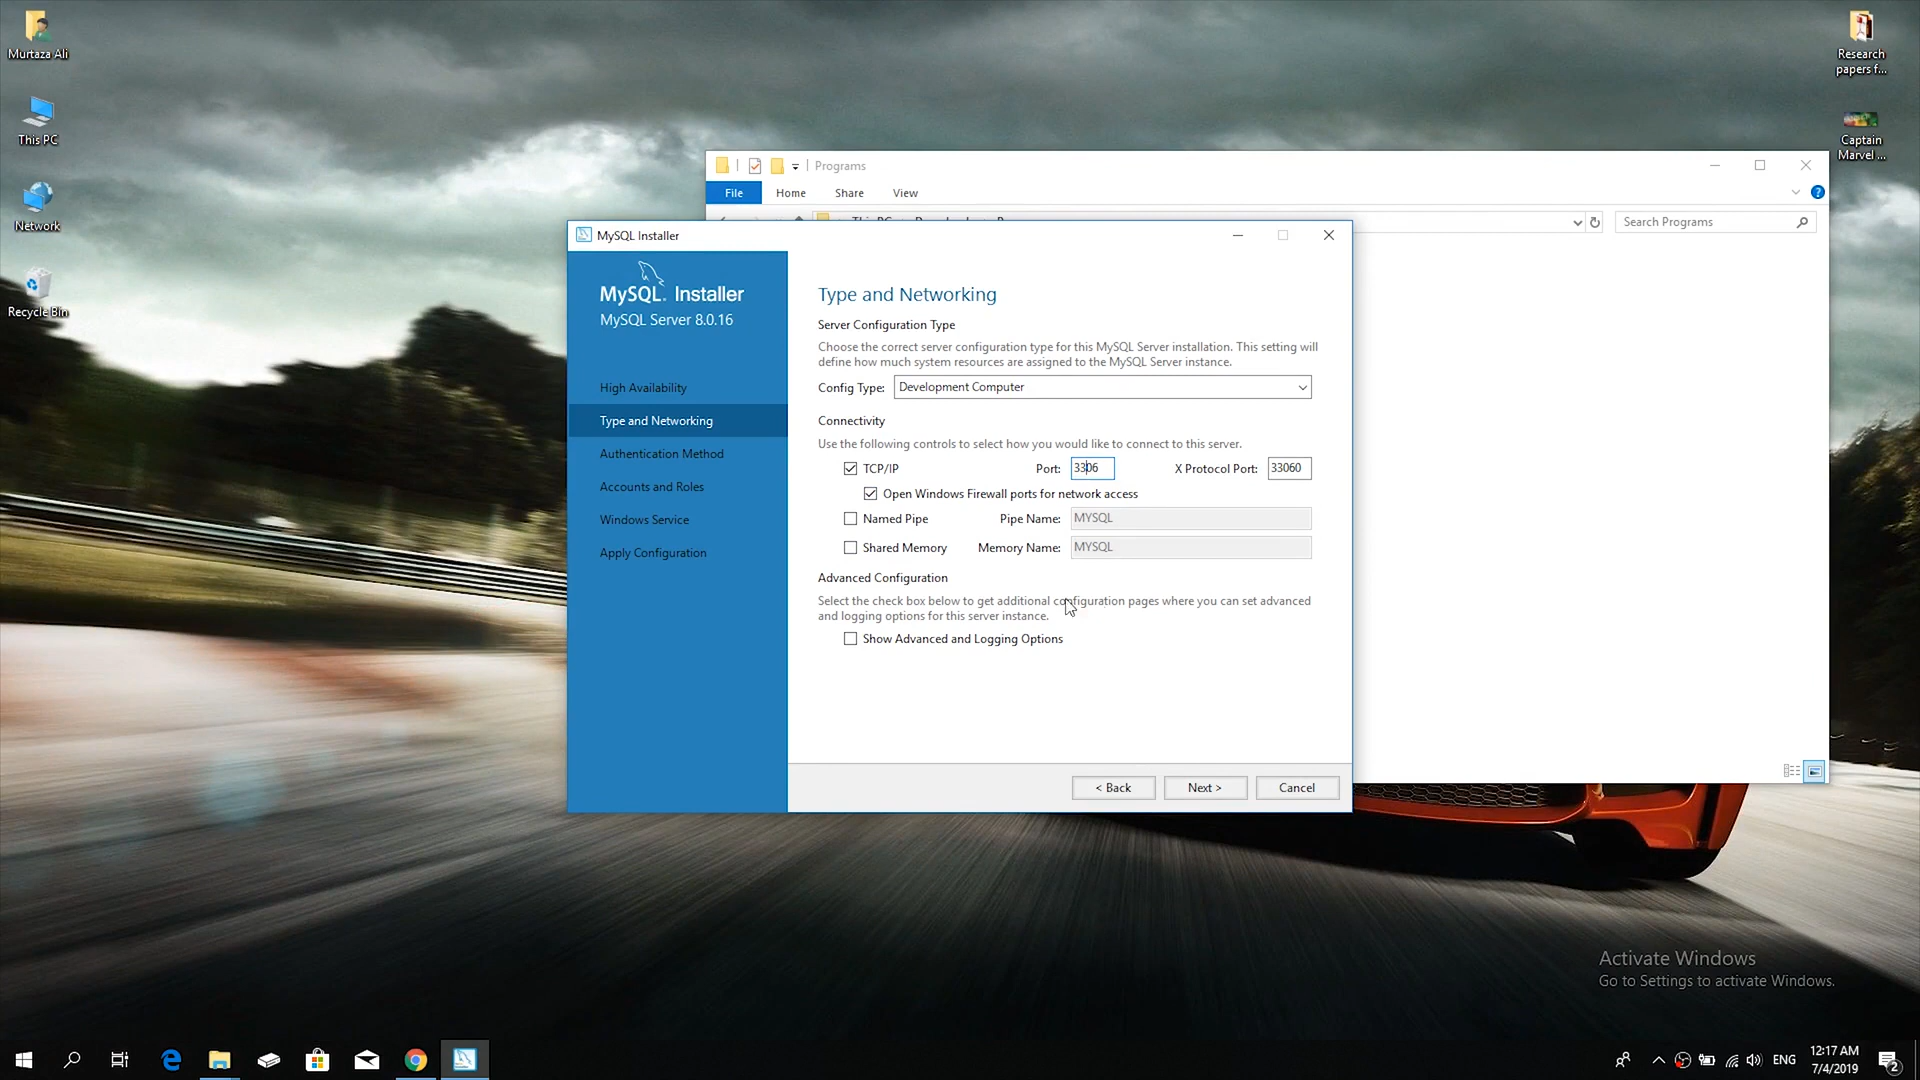 Murtaza Ali
This PC
Network
Recycle Bin
Research
papers f...
Captain
Marvel ...
Programs
File
Home
Share
View
Search Programs
MySQL Installer
MySQL. Installer
MySQL Server 8.0.16
High Availability
Type and Networking
Authentication Method
Accounts and Roles
Windows Service
Apply Configuration
Type and Networking
Server Configuration Type
Choose the correct server configuration type for this MySQL Server installation. This setting will
define how much system resources are assigned to the MySQL Server instance.
Config Type: Development Computer
Connectivity
Use the following controls to select how you would like to connect to this server.
TCP/IP Port: 3306 X Protocol Port: 33060
Open Windows Firewall ports for network access
Named Pipe Pipe Name: MYSQL
Shared Memory Memory Name: MYSQL
Advanced Configuration
Select the check box below to get additional configuration pages where you can set advanced
and logging options for this server instance.
Show Advanced and Logging Options
< Back
Next >
Cancel
Activate Windows
Go to Settings to activate Windows.
ENG
12:17 AM
7/4/2019
2